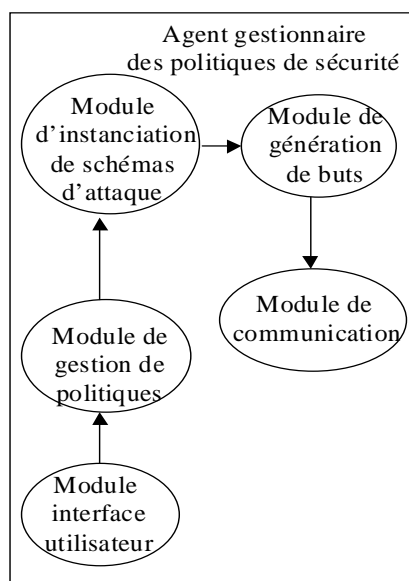 Agent gestionnaire
des politiques de sécurité
Module
d'instanciation
de schémas
d'attaque
Module de
génération
de buts
Module de
communication
Module de
gestion de
politiques
Module
interface
utilisateur